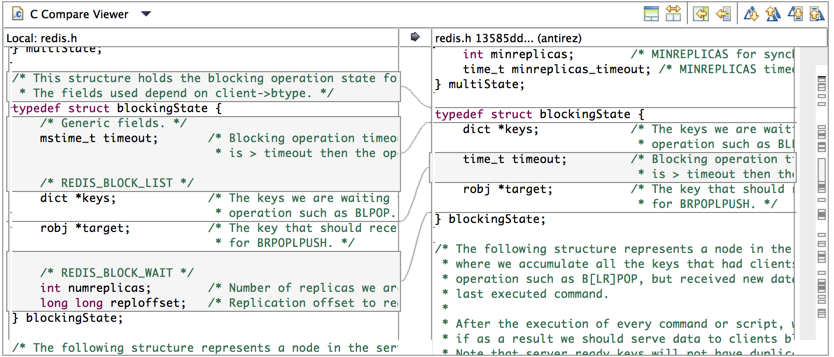 C Compare Viewer
Local: redis.h
} multiState;
/* This structure holds the blocking operation state fo
 * The fields used depend on client->btype. */
typedef struct blockingState {
    /* Generic fields. */
    mstime_t timeout;       /* Blocking operation timeo
                             * is > timeout then the op
    /* REDIS_BLOCK_LIST */
    dict *keys;             /* The keys we are waiting
                             * operation such as BLPOP.
    robj *target;           /* The key that should rece
                             * for BRPOPLPUSH. */
    /* REDIS_BLOCK_WAIT */
    int numreplicas;        /* Number of replicas we ar
    long long reploffset;   /* Replication offset to re
} blockingState;
/* The following structure represents a node in the ser
redis.h 13585dd... (antirez)
    int minreplicas;        /* MINREPLICAS for sync
    time_t minreplicas_timeout; /* MINREPLICAS time
} multiState;
typedef struct blockingState {
    dict *keys;             /* The keys we are wait
                             * operation such as BL
    time_t timeout;         /* Blocking operation t
                             * is > timeout then the
    robj *target;           /* The key that should
                             * for BRPOPLPUSH. */
} blockingState;
/* The following structure represents a node in the
 * where we accumulate all the keys that had clients
 * operation such as B[LR]POP, but received new data
 * last executed command.
 *
 * After the execution of every command or script, w
 * if as a result we should serve data to clients b
 * Note that server ready keys will not have duplic